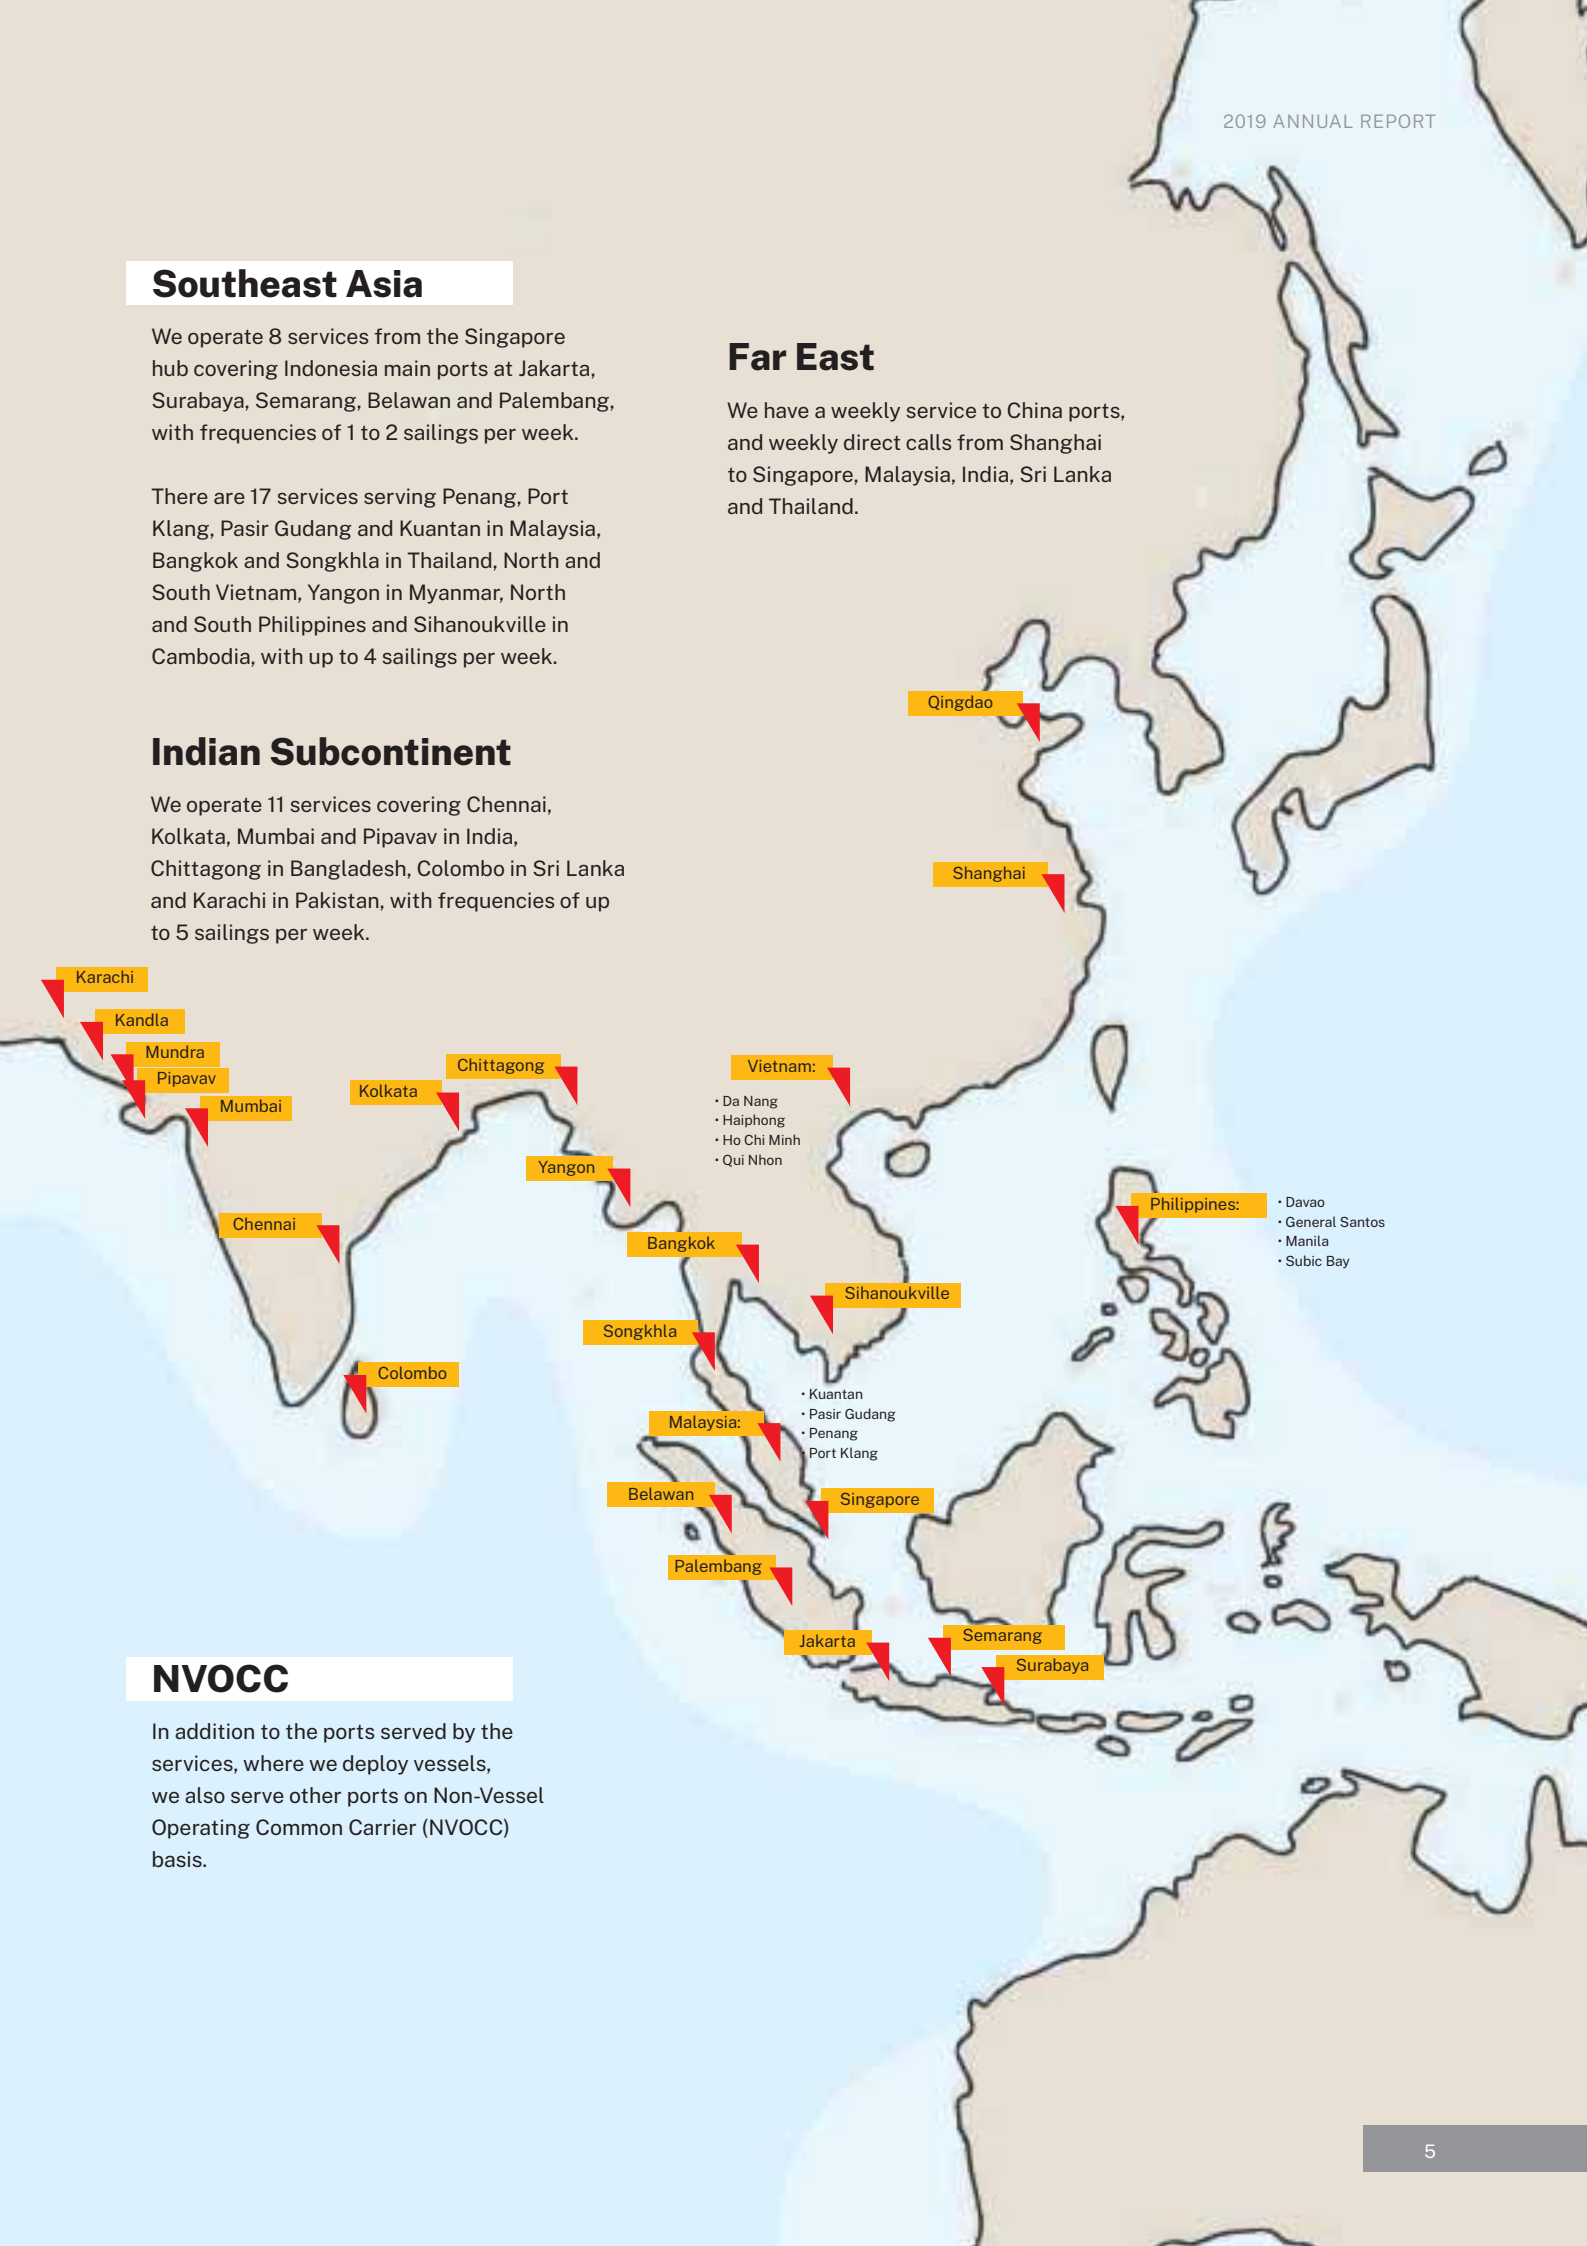 2019 ANNUAL REPORT
Southeast Asia
We operate 8 services from the Singapore
hub covering Indonesia main ports at Jakarta,
Surabaya, Semarang, Belawan and Palembang,
with frequencies of 1 to 2 sailings per week.
There are 17 services serving Penang, Port
Klang, Pasir Gudang and Kuantan in Malaysia,
Bangkok and Songkhla in Thailand, North and
South Vietnam, Yangon in Myanmar, North
and South Philippines and Sihanoukville in
Cambodia, with up to 4 sailings per week.
Far East
We have a weekly service to China ports,
and weekly direct calls from Shanghai
to Singapore, Malaysia, India, Sri Lanka
and Thailand.
Indian Subcontinent
We operate 11 services covering Chennai,
Kolkata, Mumbai and Pipavav in India,
Chittagong in Bangladesh, Colombo in Sri Lanka
and Karachi in Pakistan, with frequencies of up
to 5 sailings per week.
Qingdao
Shanghai
Karachi
Kandla
Mundra
Pipavav
Mumbai
Kolkata
Chittagong
Vietnam:
• Da Nang
• Haiphong
• Ho Chi Minh
• Qui Nhon
Yangon
Chennai
Bangkok
Philippines:
• Davao
• General Santos
• Manila
• Subic Bay
Sihanoukville
Songkhla
Colombo
Malaysia:
• Kuantan
• Pasir Gudang
• Penang
• Port Klang
Belawan
Singapore
Palembang
Jakarta
Semarang
Surabaya
NVOCC
In addition to the ports served by the
services, where we deploy vessels,
we also serve other ports on Non-Vessel
Operating Common Carrier (NVOCC)
basis.
5